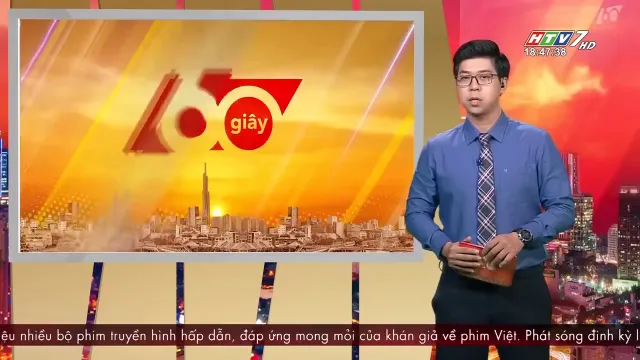 HTV7 HD
18:47:38
60
giây
ệu nhiều bộ phim truyền hình hấp dẫn, đáp ứng mong mỏi của khán giả về phim Việt. Phát sóng định kỳ l